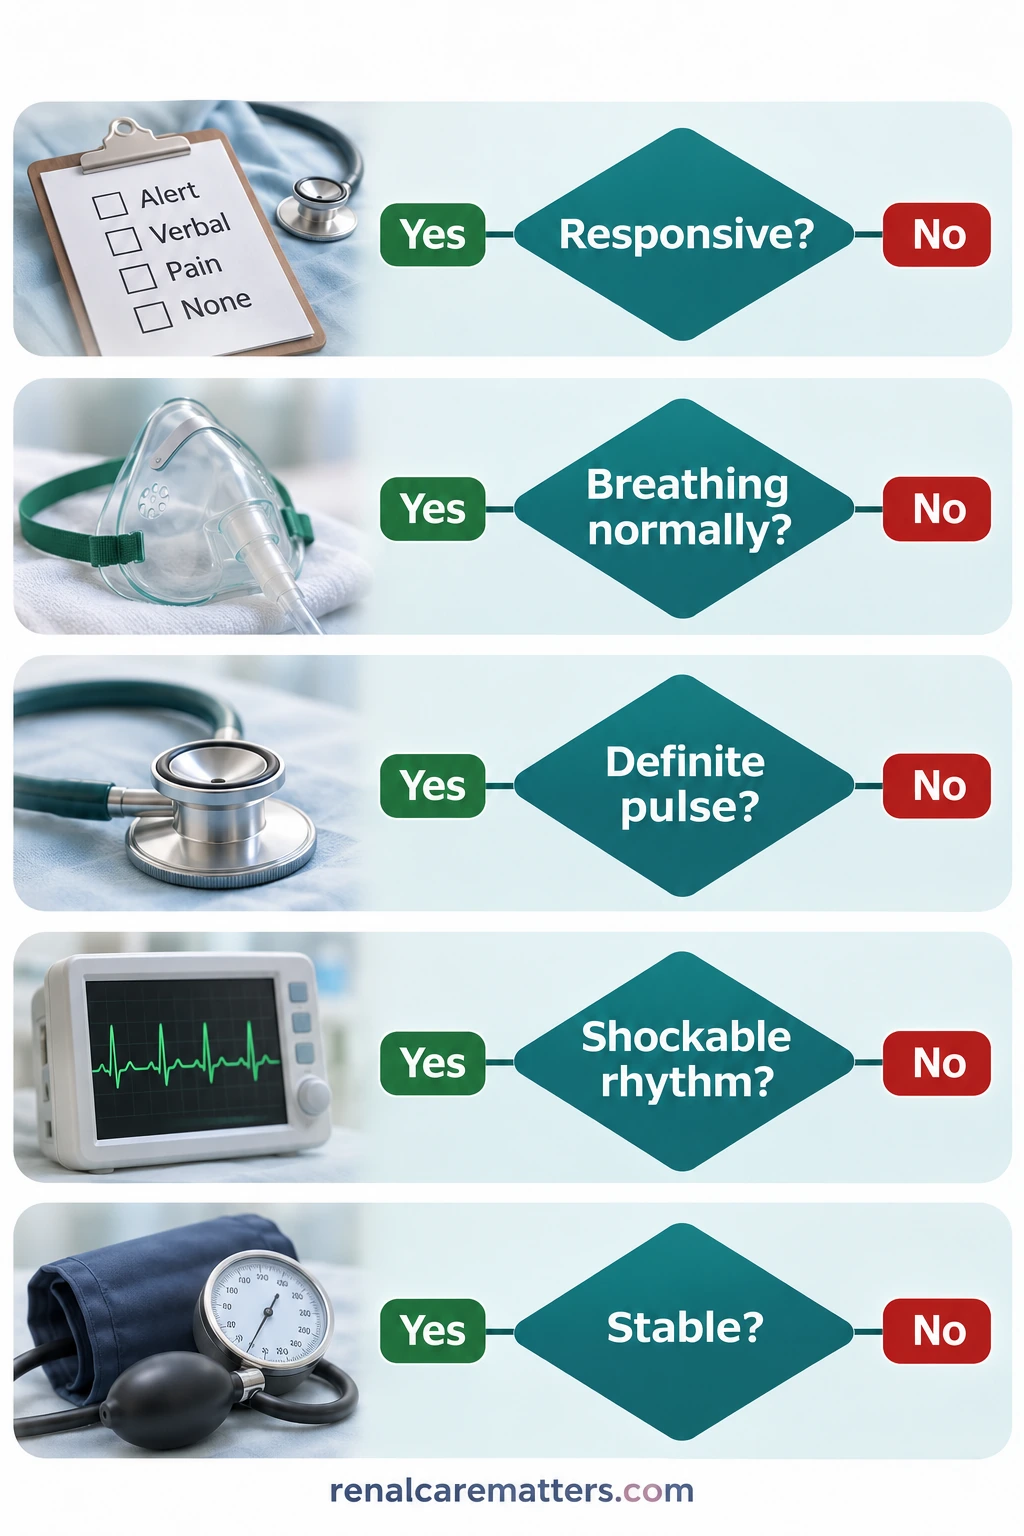 Alert
Verbal
Pain
None
Yes
Responsive?
No
Yes
Breathing
normally?
No
Yes
Definite
pulse?
No
Yes
Shockable
rhythm?
No
Yes
Stable?
No
renalcarematters.com